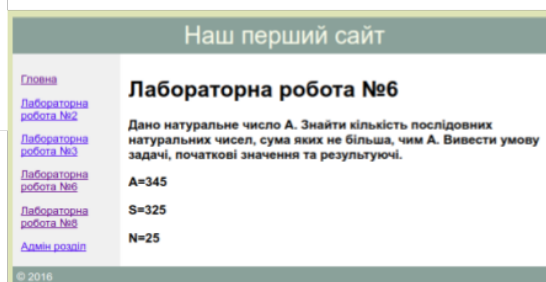 Наш перший сайт
Гловна
Лабораторна
робота №2
Лабораторна
робота №3
Лабораторна
робота №6
Лабораторна
робота №8
Адмін розділ
Лабораторна робота №6
Дано натуральне число А. Знайти кількість послідовних
натуральних чисел, сума яких не більша, чим А. Вивести умову
задачі, початкові значення та результуючі.
A=345
S=325
N=25
© 2016